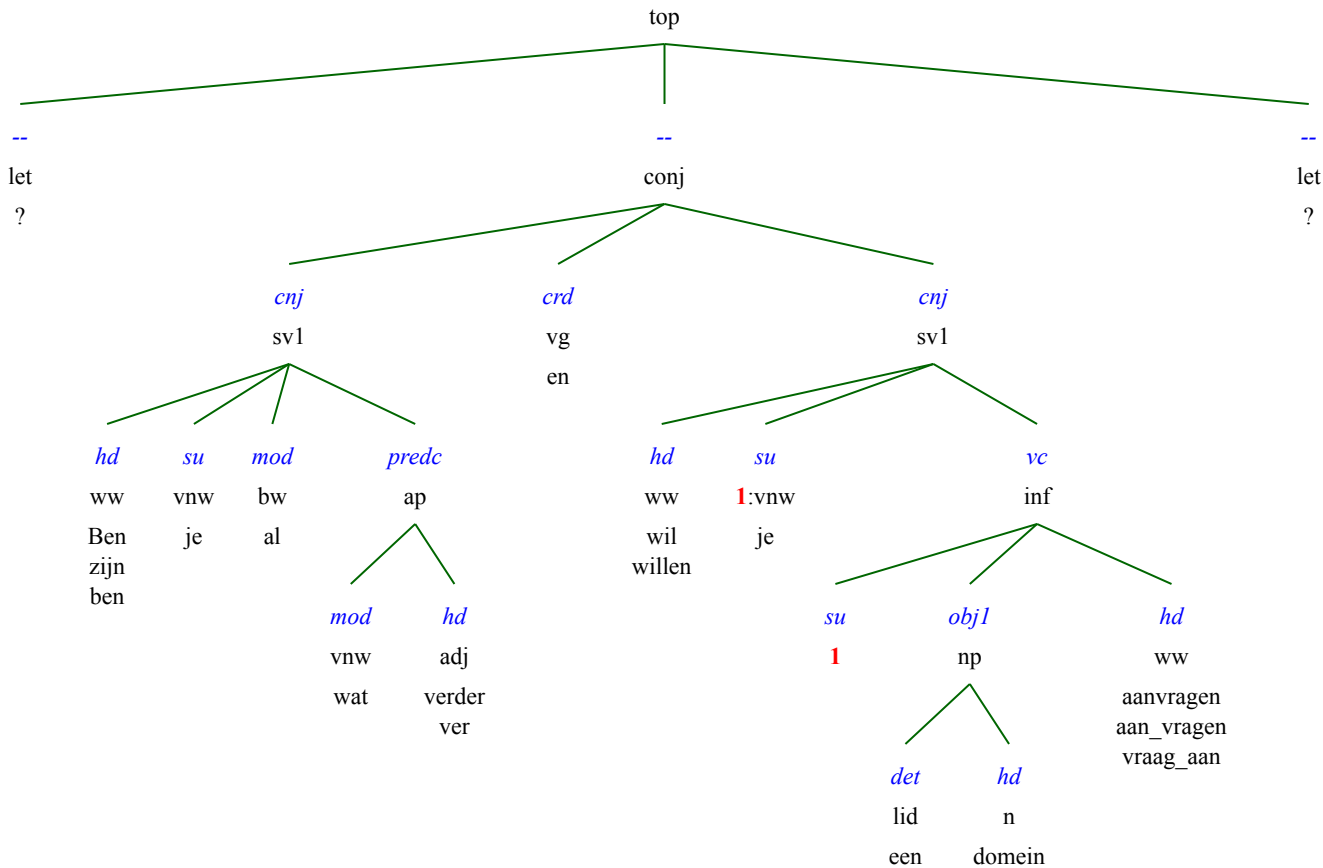 top
-- -- --
let conj let
? ?
cnj crd cnj
sv1 vg sv1
en
hd su mod predc hd su vc
ww vnw bw ap ww 1:vnw inf
Ben je al wil je
zijn willen
ben
mod hd su obj1 hd
vnw adj 1 np ww
wat verder aanvragen
ver aan_vragen
vraag_aan
det hd
lid n
een domein